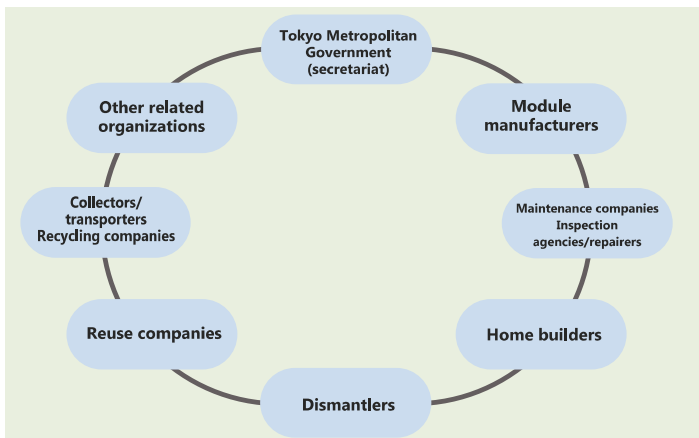 Tokyo Metropolitan
Government
(secretariat)
Module
manufacturers
Maintenance companies
Inspection
agencies/repairers
Home builders
Dismantlers
Reuse companies
Collectors/
transporters
Recycling companies
Other related
organizations